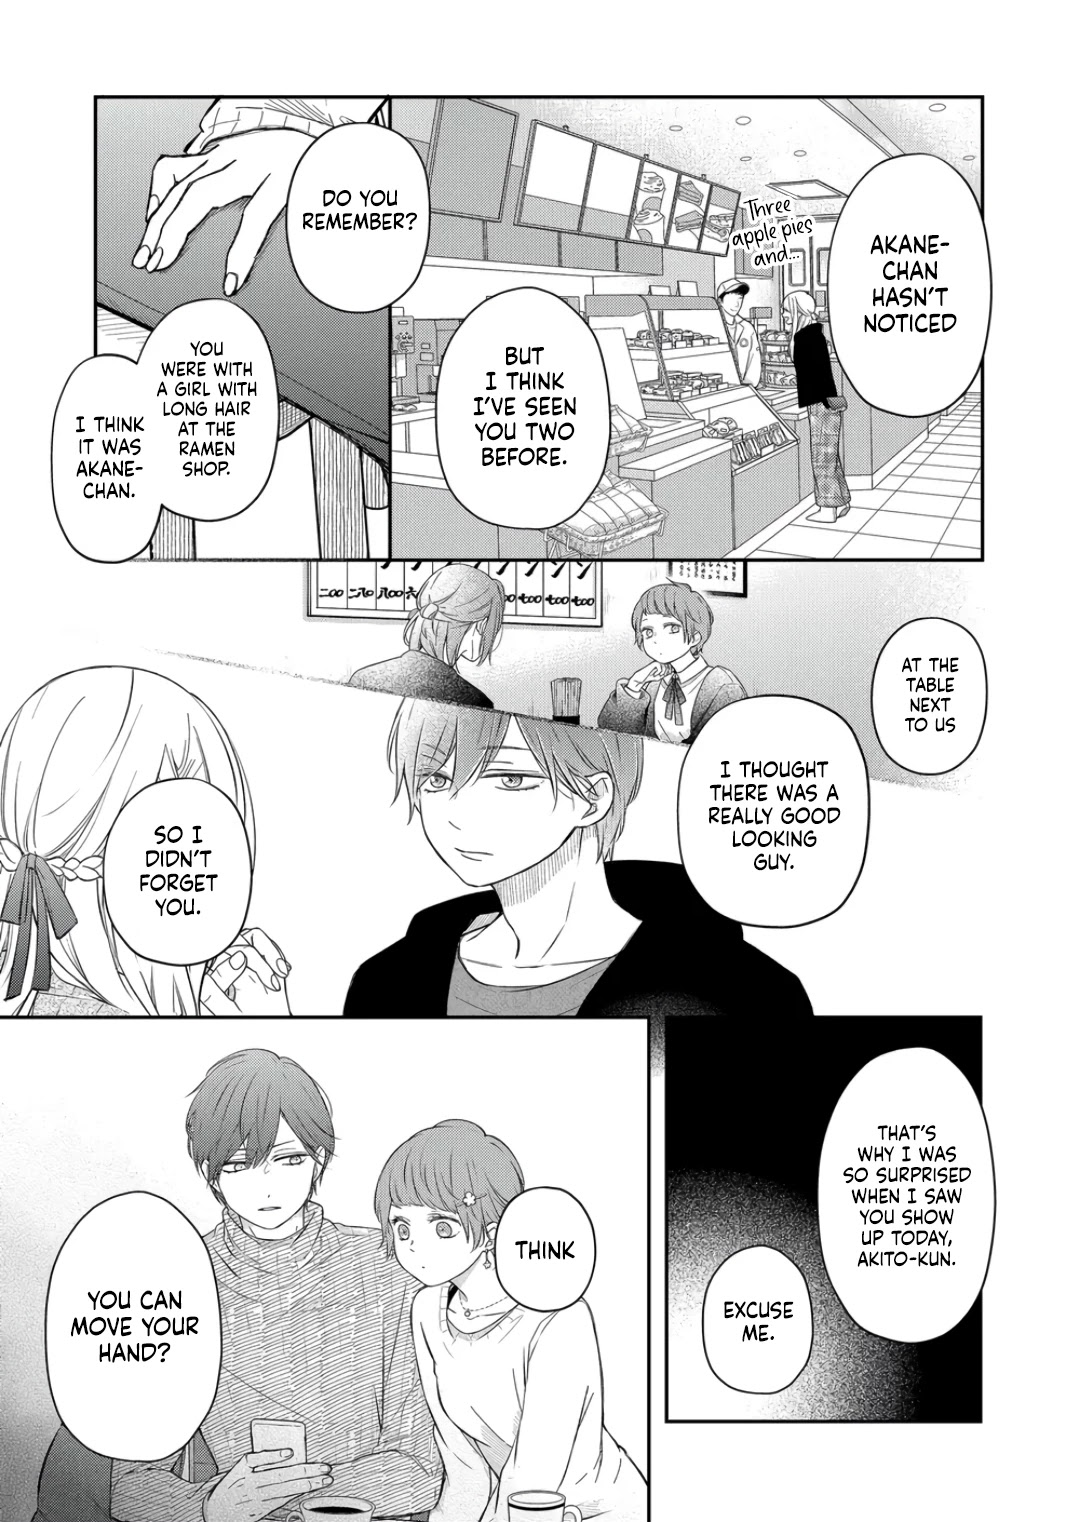 AKANE-
CHAN
HASN'T
NOTICED
Three
apple pies
and...
BUT
I THINK
I'VE SEEN
YOU TWO
BEFORE.
DO YOU
REMEMBER?
YOU
WERE WITH
A GIRL WITH
LONG HAIR
AT THE
RAMEN
SHOP.
I THINK
IT WAS
AKANE-
CHAN.
AT THE
TABLE
NEXT
TO US
I THOUGHT
THERE WAS A
REALLY GOOD
LOOKING
GUY.
SO I
DIDN'T
FORGET
YOU.
THAT'S
WHY I WAS
SO SURPRISED
WHEN I SAW
YOU SHOW
UP TODAY,
AKITO-KUN.
EXCUSE
ME.
THINK
YOU CAN
MOVE YOUR
HAND?